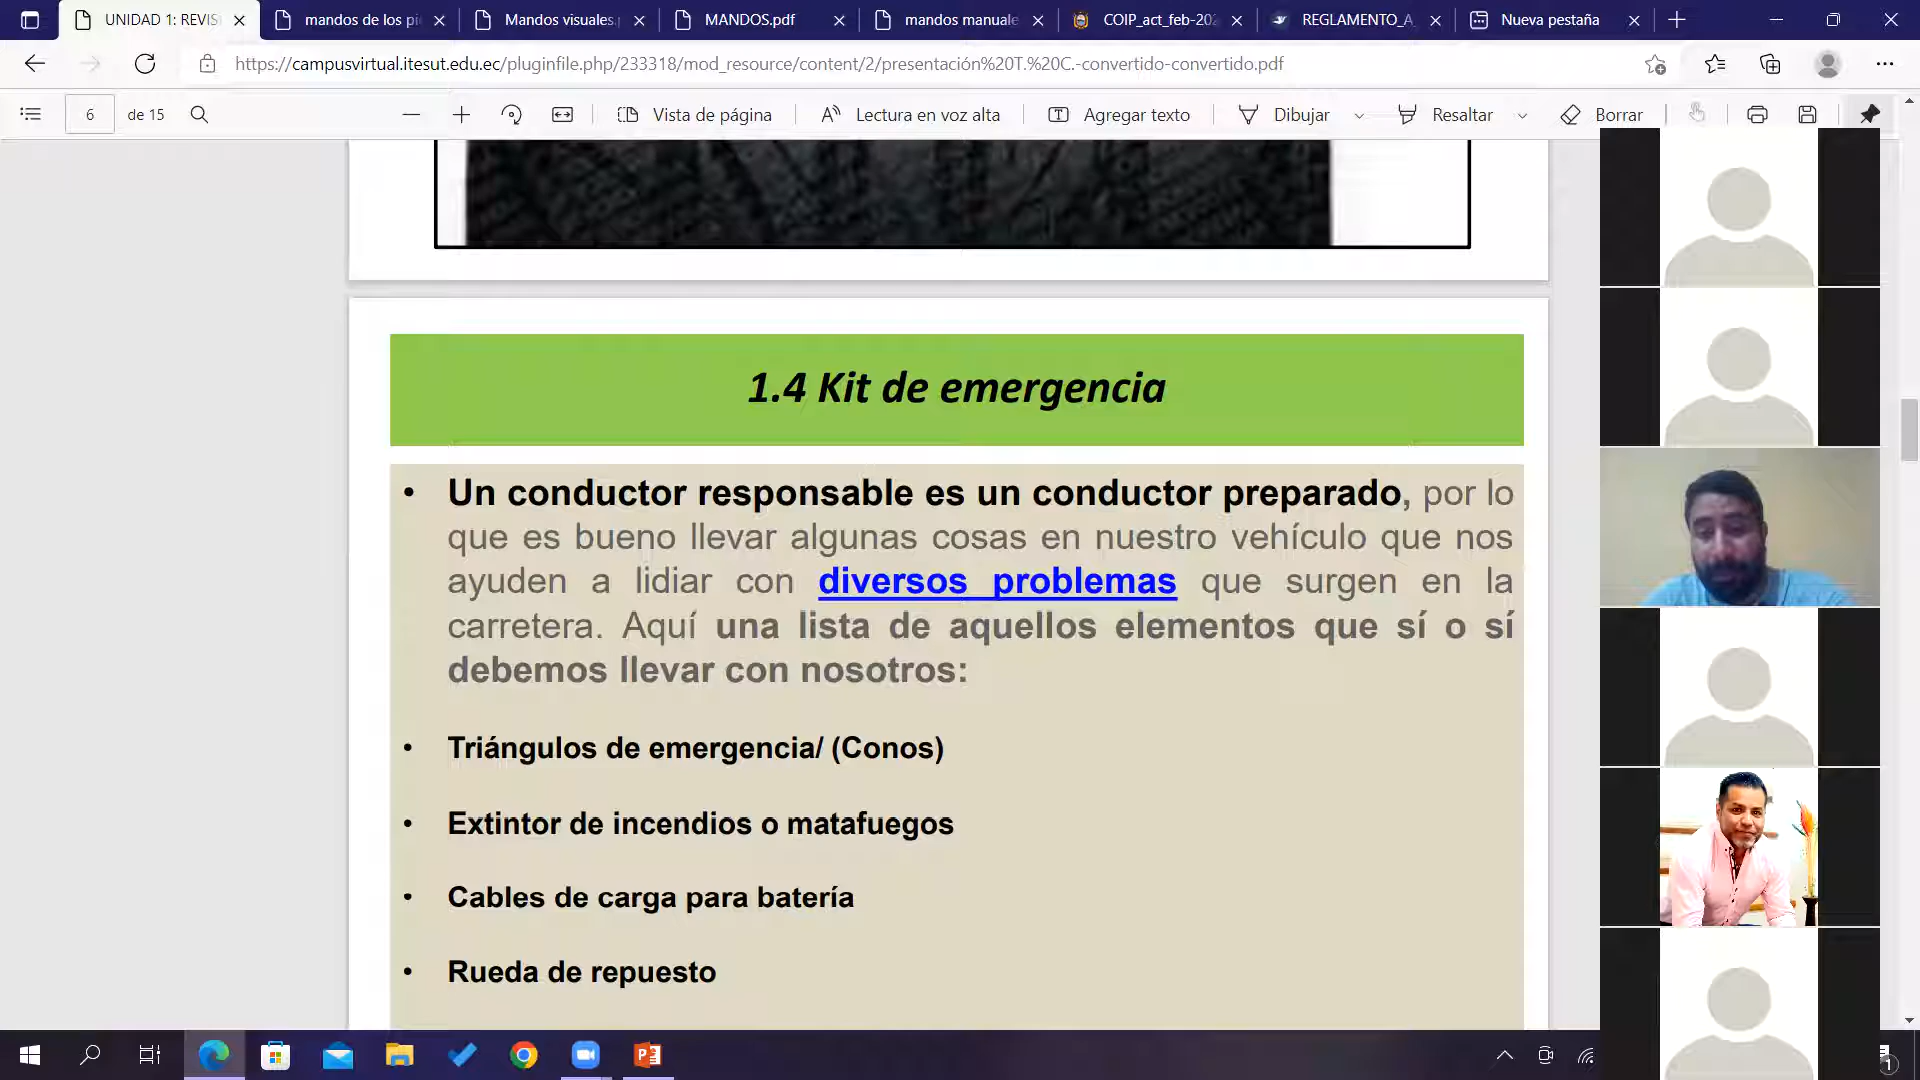 UNIDAD 1: REVIS
mandos de los pi
Mandos visuales.p
MANDOS.pdf
mandos manuale
COIP_act_feb-202
REGLAMENTO_A
Nueva pestaña
https://campusvirtual.itesut.edu.ec/pluginfile.php/233318/mod_resource/content/2/presentación%20T.%20C.-convertido-convertido.pdf
6 de 15
Vista de página
Lectura en voz alta
Agregar texto
Dibujar
Resaltar
Borrar
1.4 Kit de emergencia
• Un conductor responsable es un conductor preparado, por lo
que es bueno llevar algunas cosas en nuestro vehículo que nos
ayuden a lidiar con diversos problemas que surgen en la
carretera. Aquí una lista de aquellos elementos que sí o sí
debemos llevar con nosotros:
• Triángulos de emergencia/ (Conos)
• Extintor de incendios o matafuegos
• Cables de carga para batería
• Rueda de repuesto
1